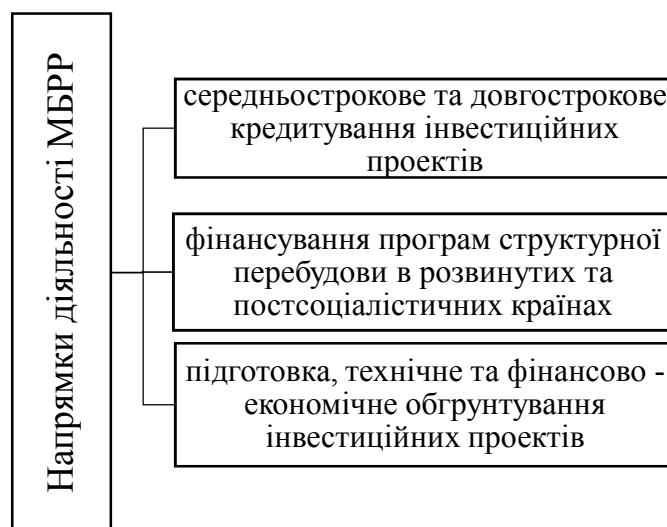 Напрямки діяльності МБРР
середньострокове та довгострокове
кредитування інвестиційних
проектів
фінансування програм структурної
перебудови в розвинутих та
постсоціалістичних країнах
підготовка, технічне та фінансово -
економічне обгрунтування
інвестиційних проектів